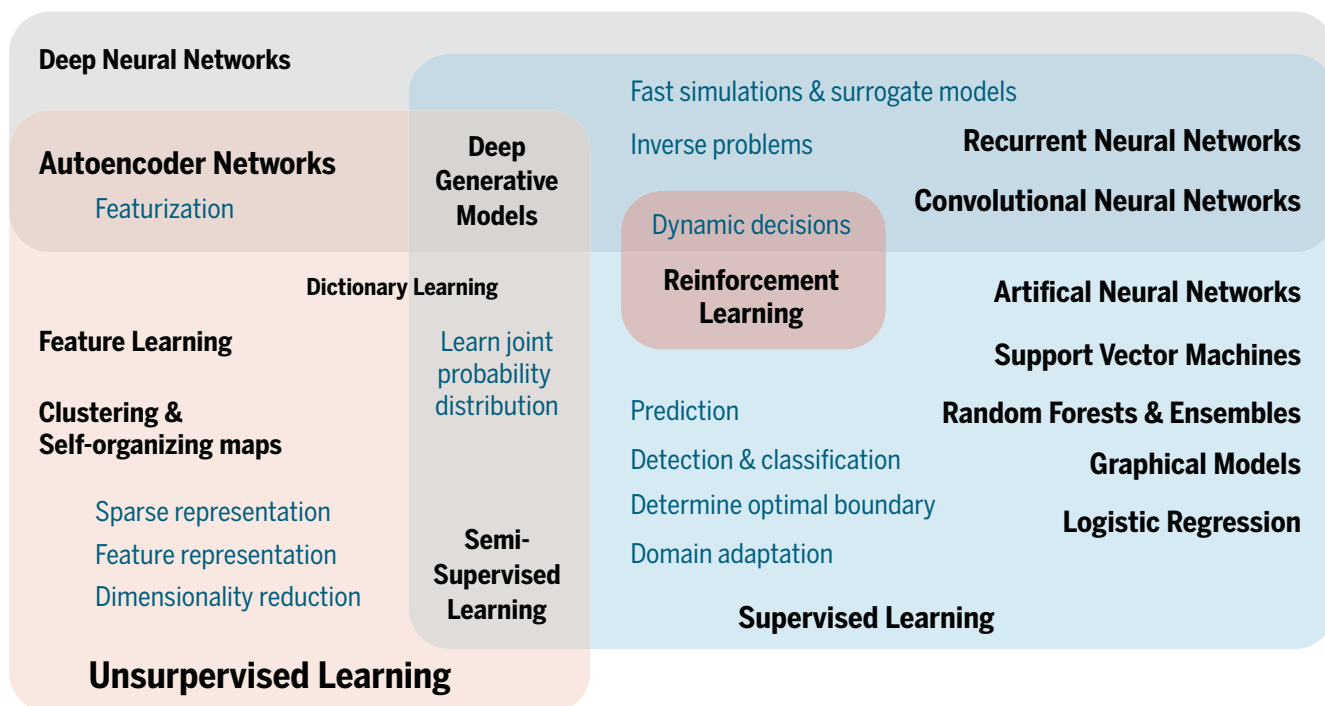 Deep Neural Networks
Autoencoder Networks
Featurization
Deep
Generative
Models
Fast simulations & surrogate models
Inverse problems
Recurrent Neural Networks
Convolutional Neural Networks
Dynamic decisions
Reinforcement
Learning
Dictionary Learning
Feature Learning
Clustering &
Self-organizing maps
Sparse representation
Feature representation
Dimensionality reduction
Learn joint
probability
distribution
Semi-
Supervised
Learning
Artifical Neural Networks
Support Vector Machines
Prediction
Random Forests & Ensembles
Detection & classification
Graphical Models
Determine optimal boundary
Logistic Regression
Domain adaptation
Supervised Learning
Unsurpervised Learning